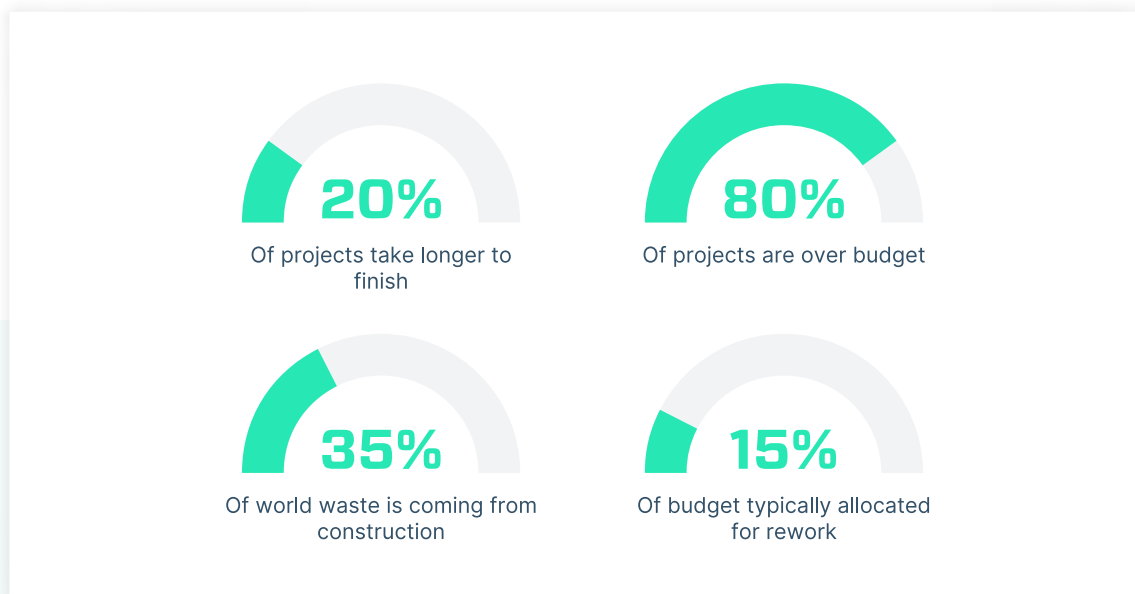 20%
Of projects take longer to
finish
80%
Of projects are over budget
35%
Of world waste is coming from
construction
15%
Of budget typically allocated
for rework